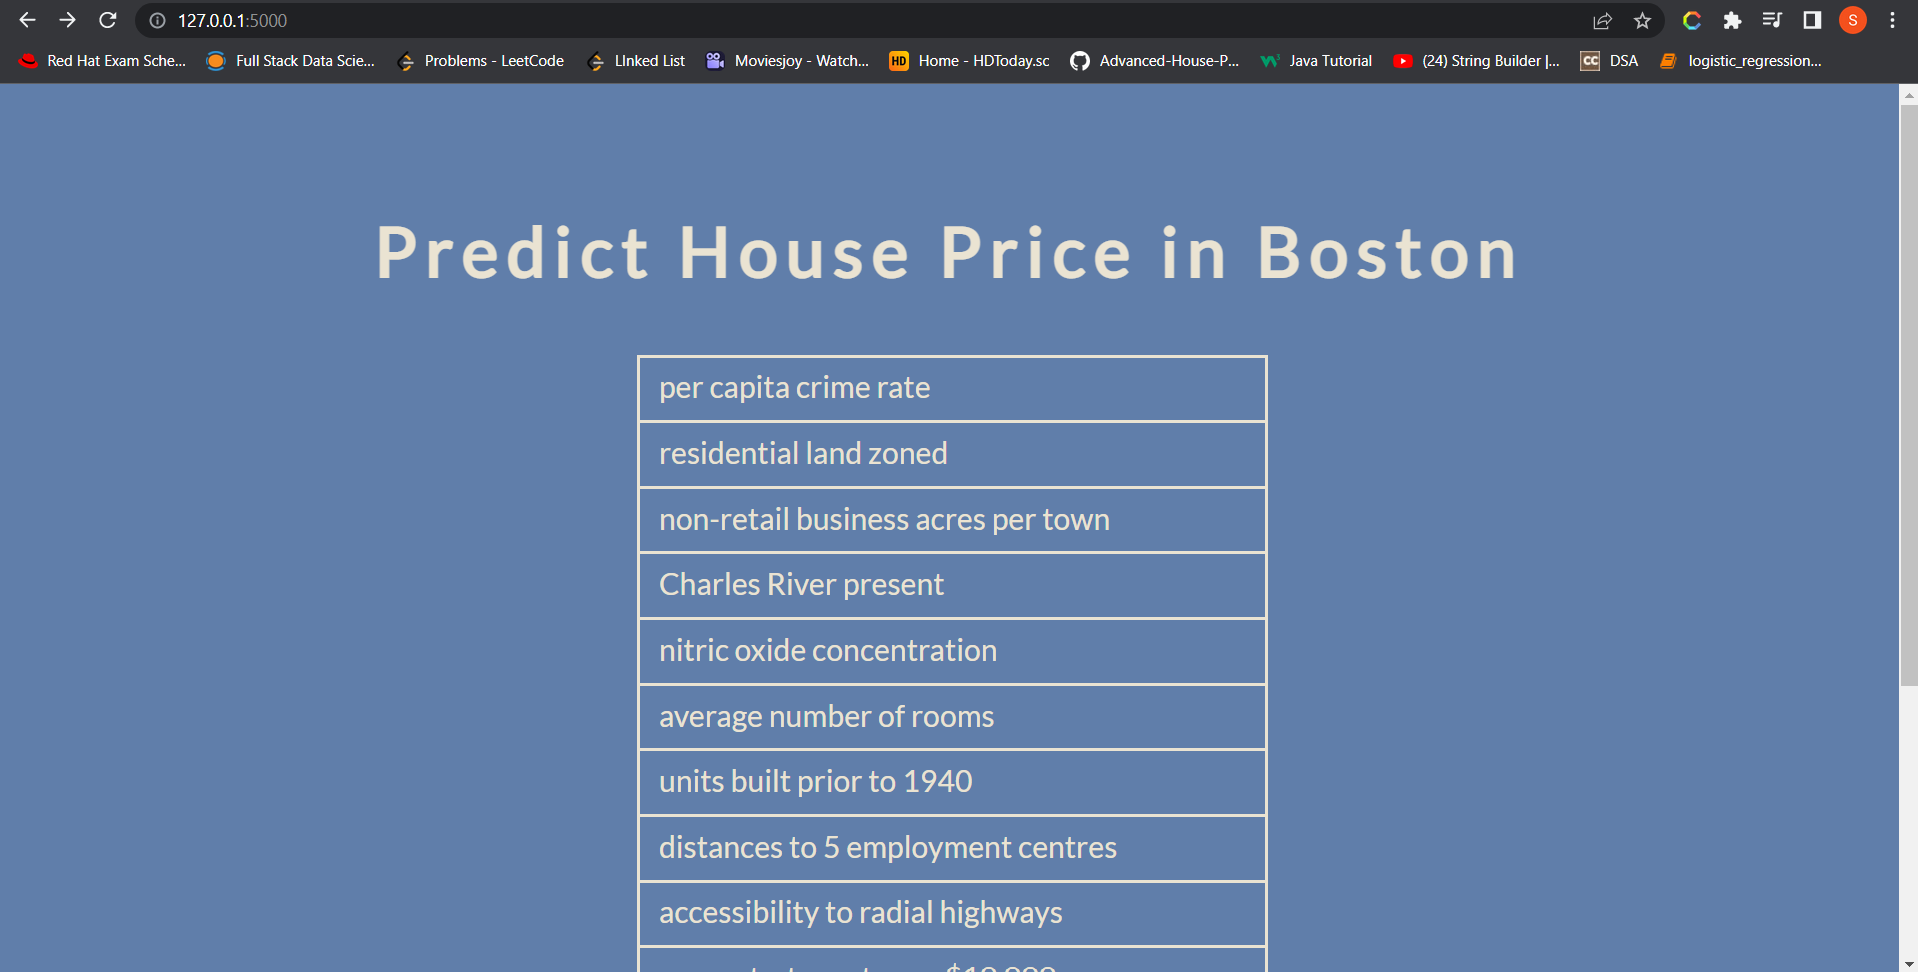 127.0.0.1:5000
S
Red Hat Exam Sche... Full Stack Data Scie... Problems - LeetCode LInked List Moviesjoy - Watch... HD Home - HDToday.sc Advanced-House-P... Java Tutorial (24) String Builder |... CC DSA logistic_regression...
Predict House Price in Boston
per capita crime rate
residential land zoned
non-retail business acres per town
Charles River present
nitric oxide concentration
average number of rooms
units built prior to 1940
distances to 5 employment centres
accessibility to radial highways